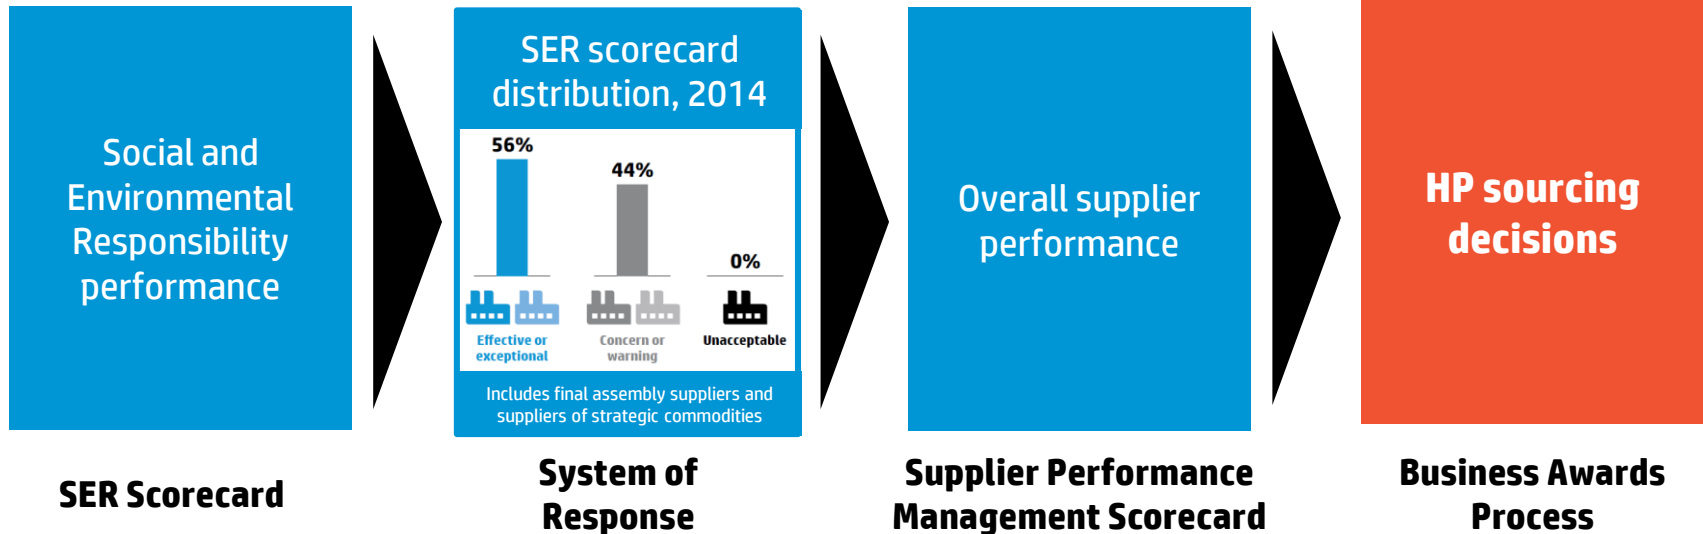 Social and
Environmental
Responsibility
performance
SER Scorecard
SER scorecard
distribution, 2014
56%
44%
0%
Effective or
exceptional
Concern or
warning
Unacceptable
Includes final assembly suppliers and
suppliers of strategic commodities
System of
Response
Overall supplier
performance
Supplier Performance
Management Scorecard
HP sourcing
decisions
Business Awards
Process